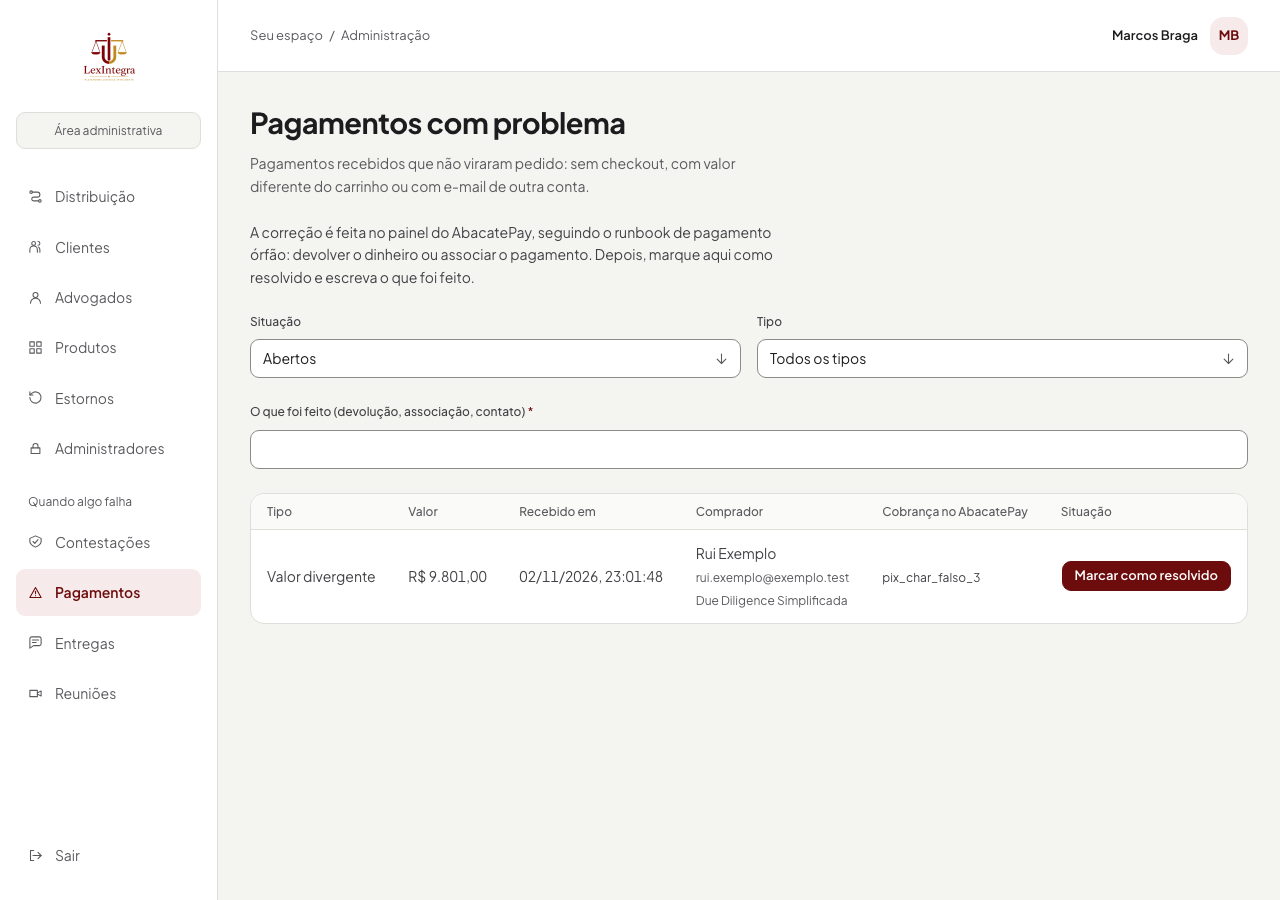 LexIntegra
Área administrativa
Distribuição
Clientes
Advogados
Produtos
Estornos
Administradores
Quando algo falha
Contestações
Pagamentos
Entregas
Reuniões
Sair
Seu espaço / Administração
Marcos Braga MB
Pagamentos com problema
Pagamentos recebidos que não viraram pedido: sem checkout, com valor
diferente do carrinho ou com e-mail de outra conta.
A correção é feita no painel do AbacatePay, seguindo o runbook de pagamento
órfão: devolver o dinheiro ou associar o pagamento. Depois, marque aqui como
resolvido e escreva o que foi feito.
Situação Tipo
Abertos Todos os tipos
O que foi feito (devolução, associação, contato) *
Tipo Valor Recebido em Comprador Cobrança no AbacatePay Situação
Rui Exemplo
Valor divergente R$ 9.801,00 02/11/2026, 23:01:48 rui.exemplo@exemplo.test pix_char_falso_3 Marcar como resolvido
Due Diligence Simplificada